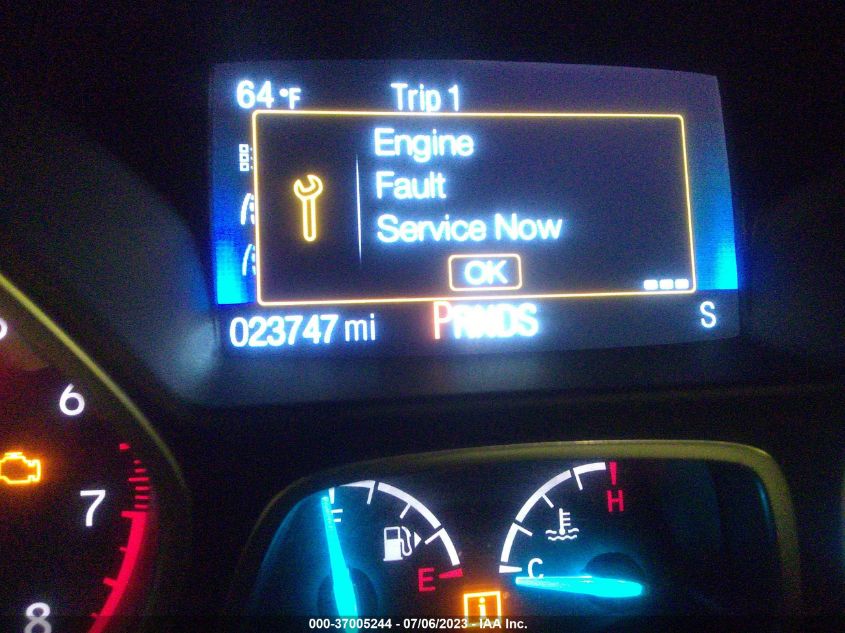 64 °F Trip 1
Engine
Fault
Service Now
OK
023747 mi PRNDS S
6
7
8
F
E
H
C
i
000-37005244 - 07/06/2023 - IAA Inc.